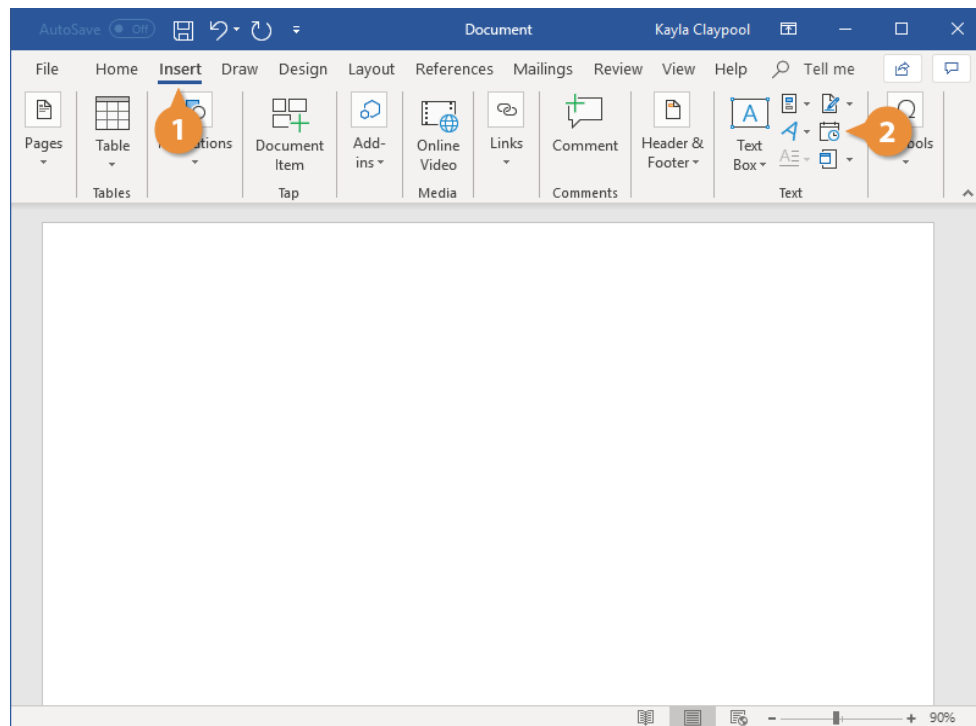 AutoSave Off Document Kayla Claypool
File Home Insert Draw Design Layout References Mailings Review View Help Tell me
Pages Table Document Item Add-ins Online Video Links Comment Header & Footer Text Box
Tables Tap Media Comments Text
1
2
90%